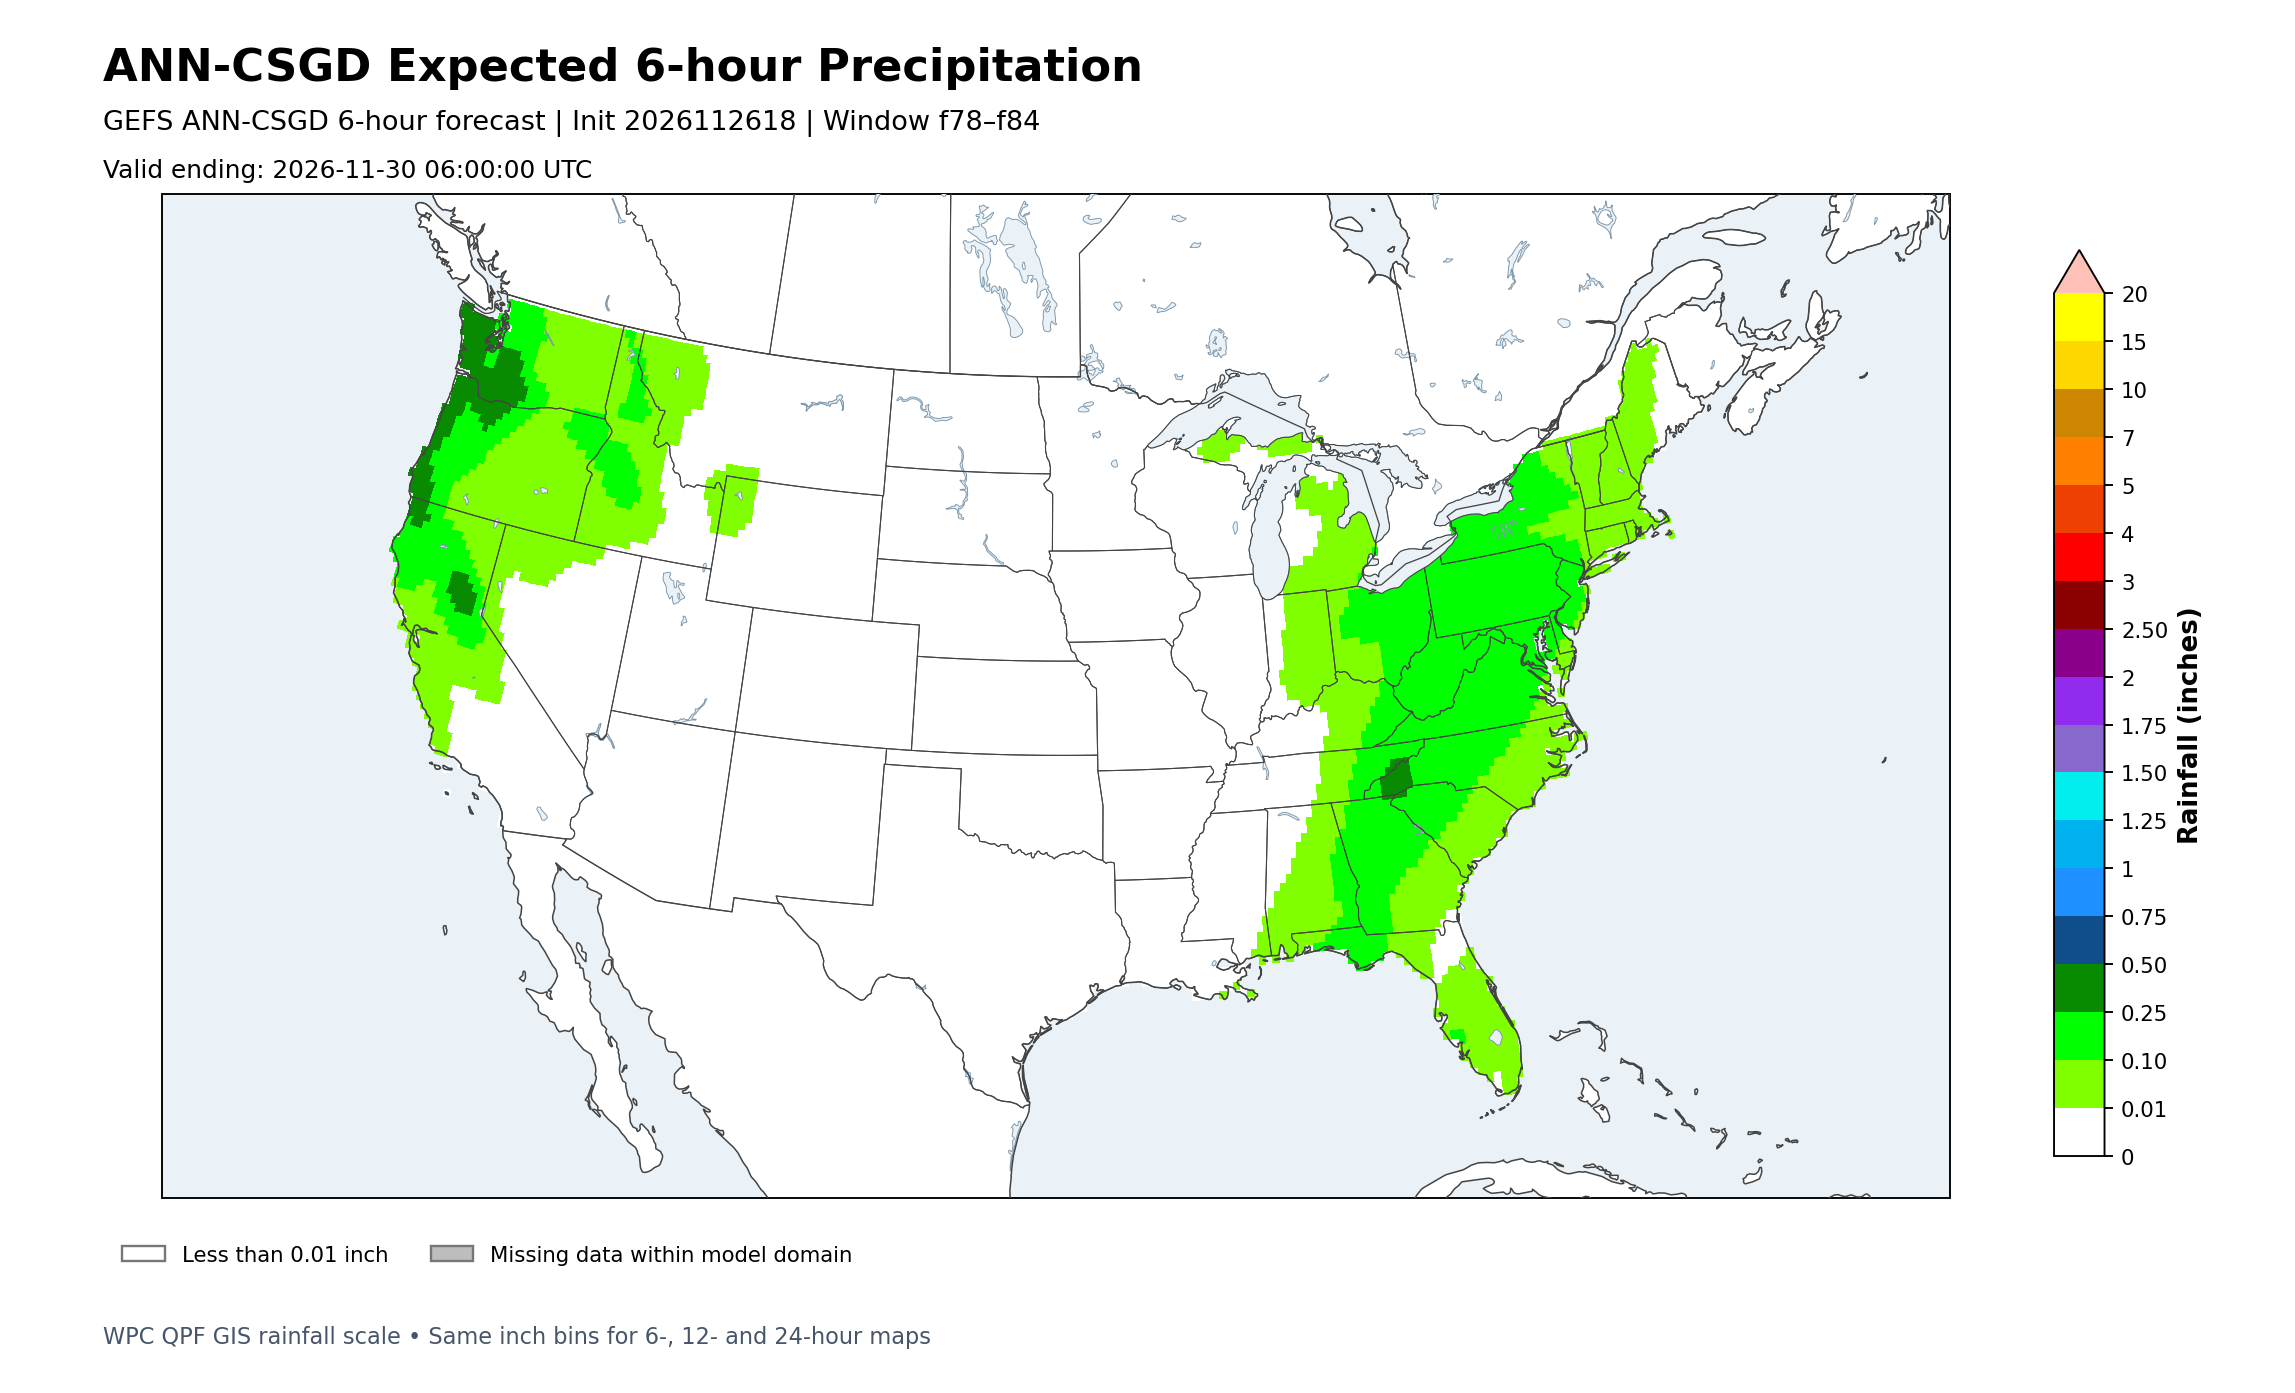 ANN-CSGD Expected 6-hour Precipitation
GEFS ANN-CSGD 6-hour forecast | Init 2026112618 | Window f78–f84
Valid ending: 2026-11-30 06:00:00 UTC
20
15
10
7
5
4
3
2.50
2
1.75
1.50
1.25
1
0.75
0.50
0.25
0.10
0.01
0
Rainfall (inches)
Less than 0.01 inch
Missing data within model domain
WPC QPF GIS rainfall scale • Same inch bins for 6-, 12- and 24-hour maps